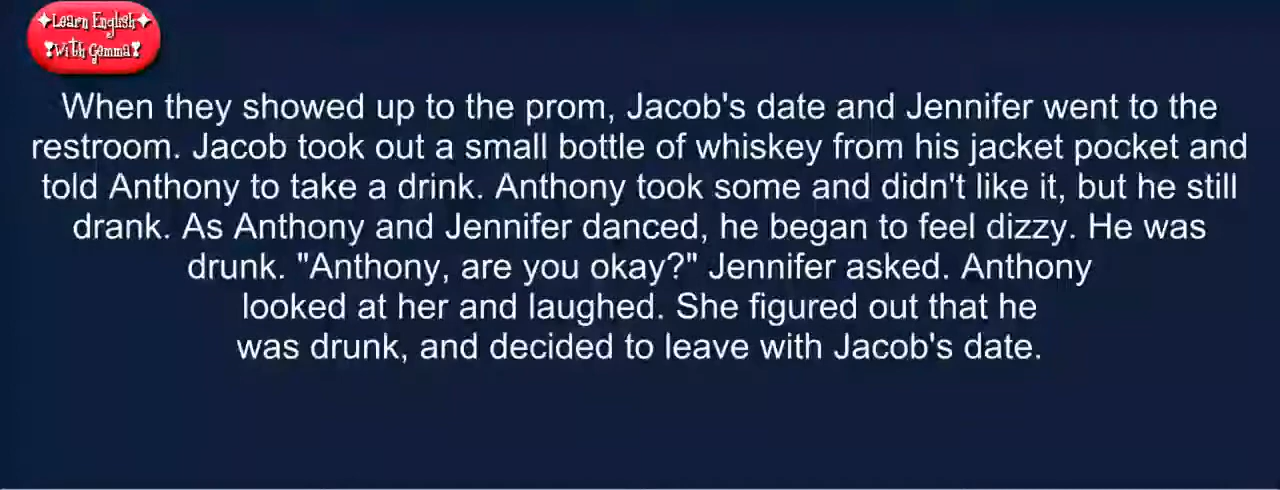 ✦Learn English✦
❣With Gemma❣
When they showed up to the prom, Jacob's date and Jennifer went to the
restroom. Jacob took out a small bottle of whiskey from his jacket pocket and
told Anthony to take a drink. Anthony took some and didn't like it, but he still
drank. As Anthony and Jennifer danced, he began to feel dizzy. He was
drunk. "Anthony, are you okay?" Jennifer asked. Anthony
looked at her and laughed. She figured out that he
was drunk, and decided to leave with Jacob's date.